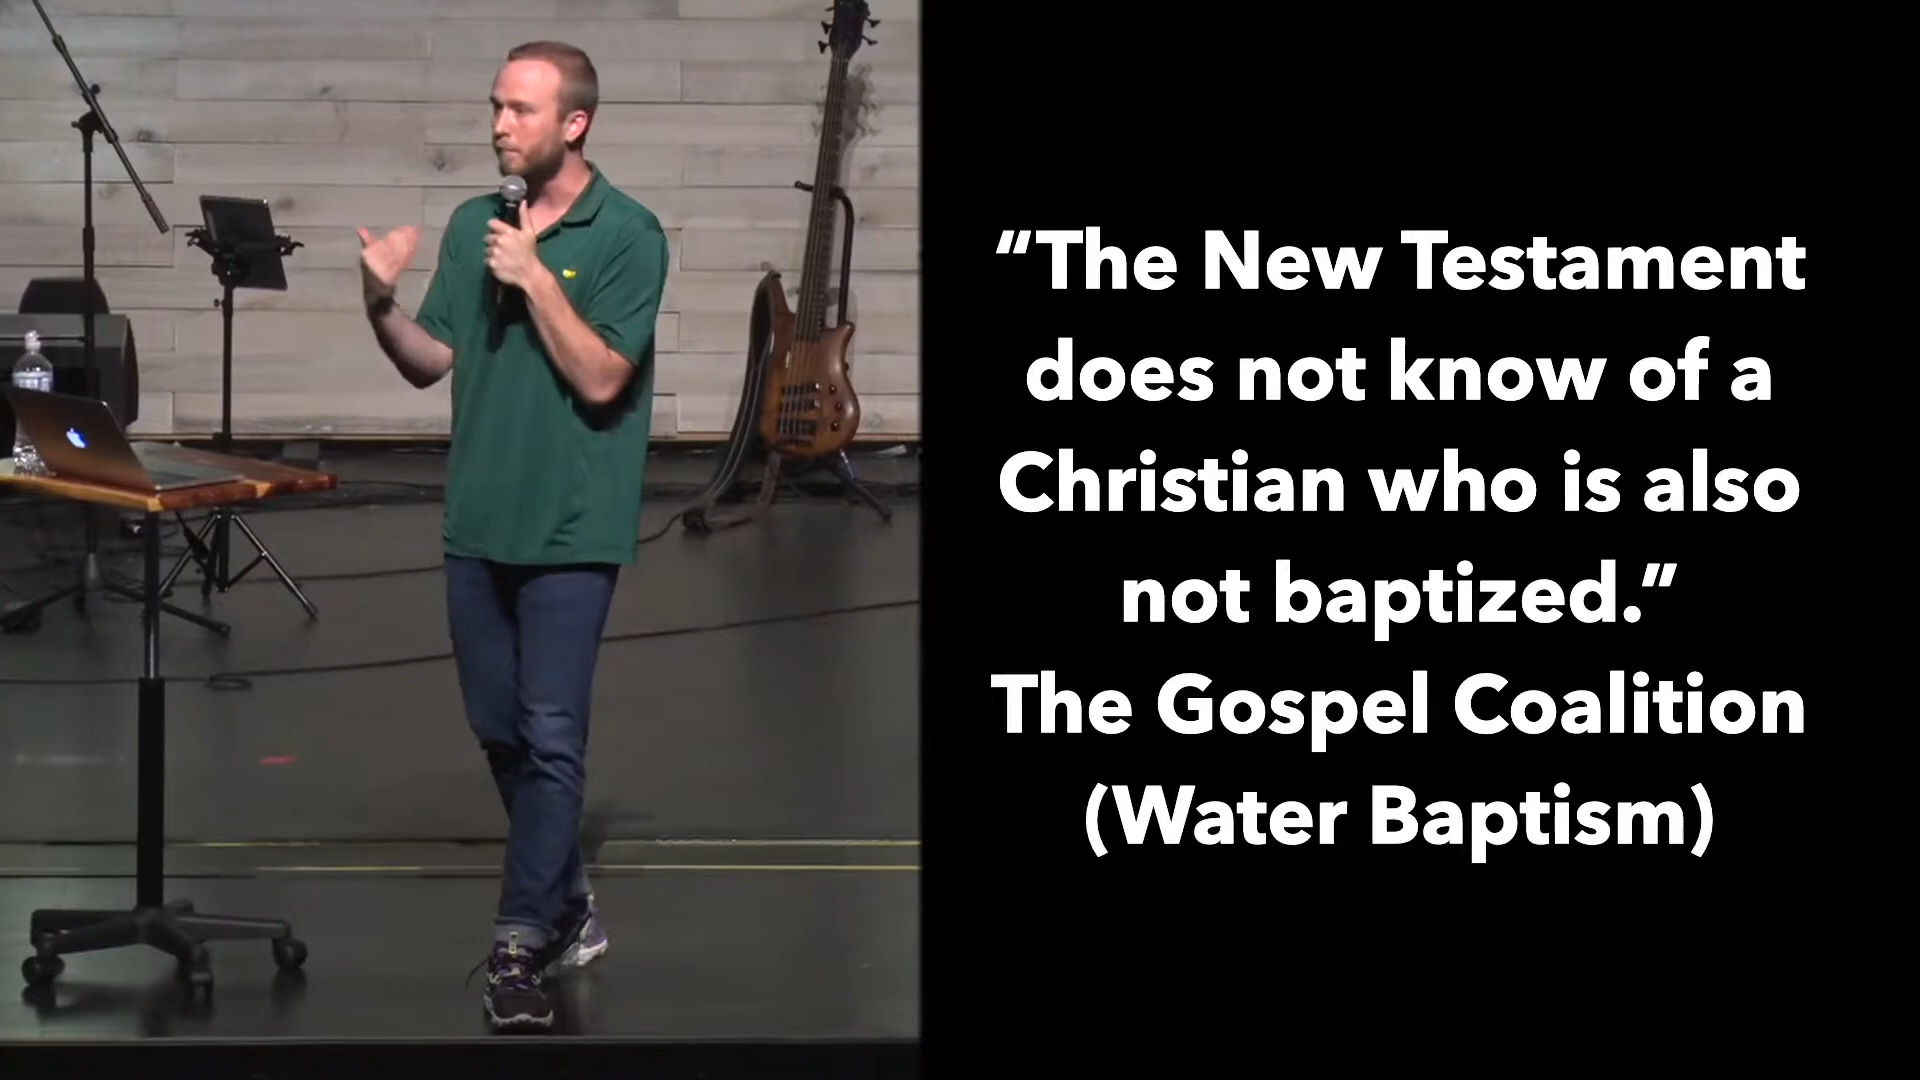 “The New Testament
does not know of a
Christian who is also
not baptized.”
The Gospel Coalition
(Water Baptism)